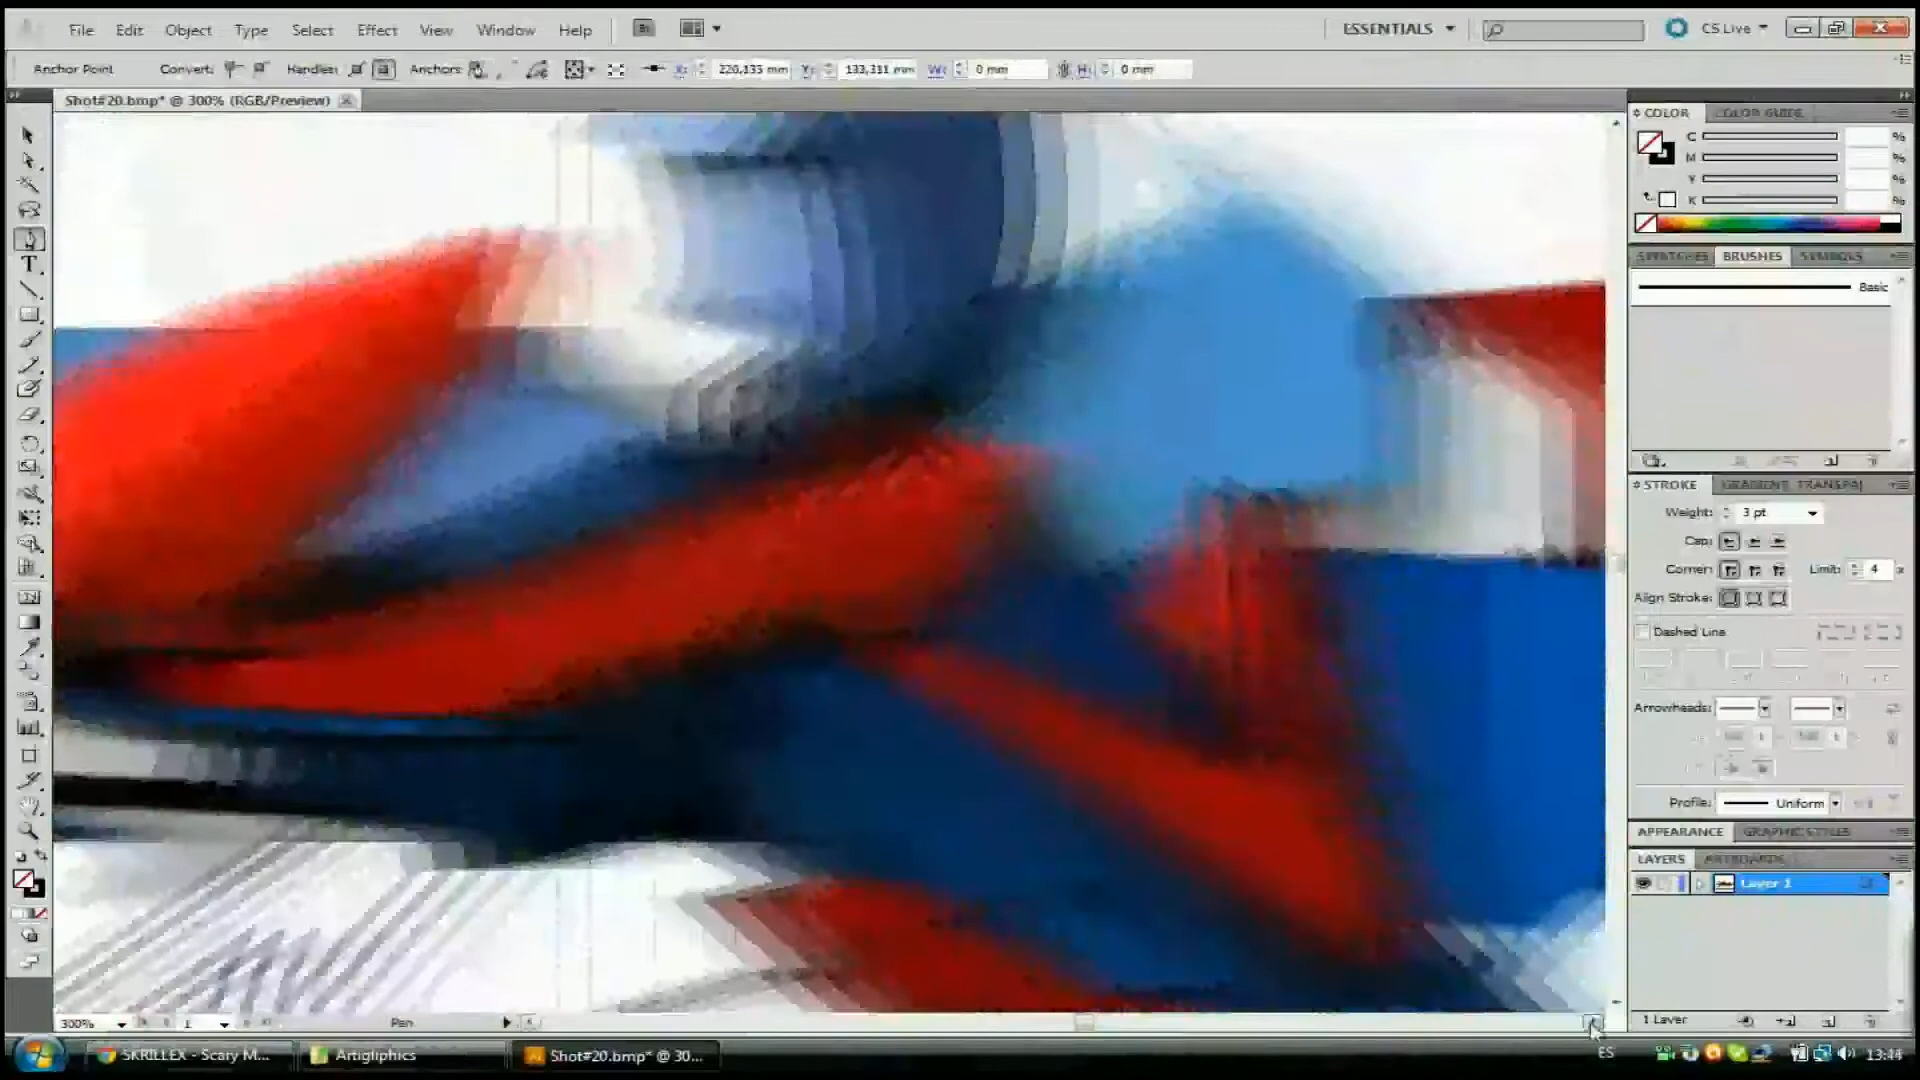 File Edit Object Type Select Effect View Window Help Br ESSENTIALS CS Live
Anchor Point Convert: Handles: Anchors: X: 220,135 mm Y: 133,311 mm W: 0 mm H: 0 mm
Shot#20.bmp* @ 300% (RGB/Preview)
COLOR COLOR GUIDE
C %
M %
Y %
K %
SWATCHES BRUSHES SYMBOLS
Basic
STROKE GRADIENT TRANSPA
Weight: 3 pt
Cap:
Corner: Limit: 4 x
Align Stroke:
Dashed Line
Arrowheads:
Profile: Uniform
APPEARANCE GRAPHIC STYLES
LAYERS ARTBOARDS
Layer 1
1 Layer
300% 1 Pen
SKRILLEX - Scary M... Artigliphics Shot#20.bmp* @ 30... ES 13:44